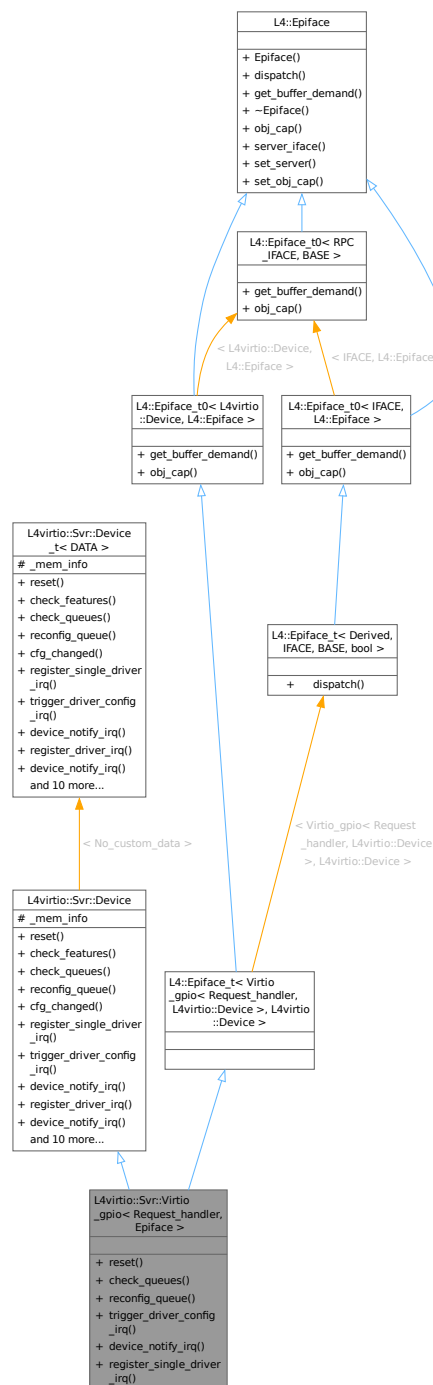 L4::Epiface
+ Epiface()
+ dispatch()
+ get_buffer_demand()
+ ~Epiface()
+ obj_cap()
+ server_iface()
+ set_server()
+ set_obj_cap()
L4::Epiface_t0< RPC
_IFACE, BASE >
+ get_buffer_demand()
+ obj_cap()
< L4virtio::Device,
L4::Epiface >
< IFACE, L4::Epiface
L4::Epiface_t0< L4virtio
::Device, L4::Epiface >
+ get_buffer_demand()
+ obj_cap()
L4::Epiface_t0< IFACE,
L4::Epiface >
+ get_buffer_demand()
+ obj_cap()
L4virtio::Svr::Device
_t< DATA >
# _mem_info
+ reset()
+ check_features()
+ check_queues()
+ reconfig_queue()
+ cfg_changed()
+ register_single_driver
_irq()
+ trigger_driver_config
_irq()
+ device_notify_irq()
+ register_driver_irq()
+ device_notify_irq()
and 10 more...
L4::Epiface_t< Derived,
IFACE, BASE, bool >
+ dispatch()
< No_custom_data >
< Virtio_gpio< Request
_handler, L4virtio::Device
>, L4virtio::Device >
L4virtio::Svr::Device
# _mem_info
+ reset()
+ check_features()
+ check_queues()
+ reconfig_queue()
+ cfg_changed()
+ register_single_driver
_irq()
+ trigger_driver_config
_irq()
+ device_notify_irq()
+ register_driver_irq()
+ device_notify_irq()
and 10 more...
L4::Epiface_t< Virtio
_gpio< Request_handler,
L4virtio::Device >, L4virtio
::Device >
L4virtio::Svr::Virtio
_gpio< Request_handler,
Epiface >
+ reset()
+ check_queues()
+ reconfig_queue()
+ trigger_driver_config
_irq()
+ device_notify_irq()
+ register_single_driver
_irq()